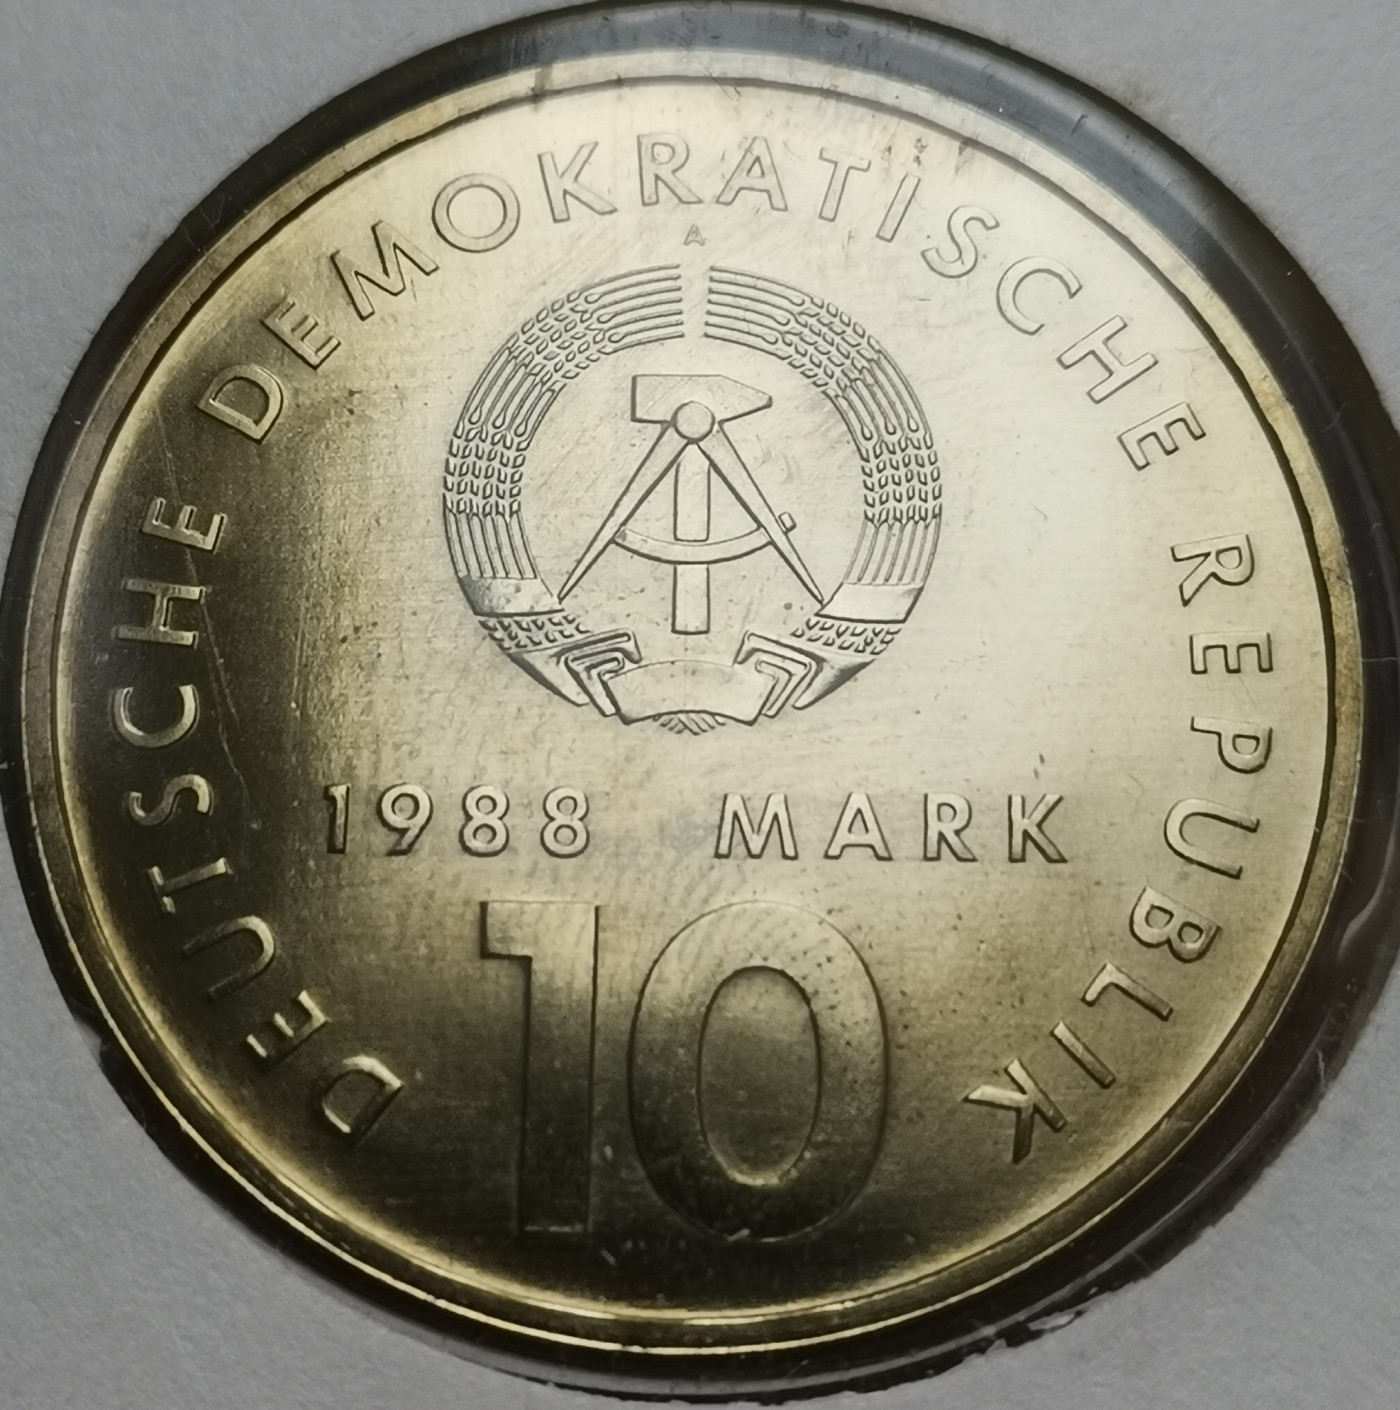 DEUTSCHE DEMOKRATISCHE REPUBLIK
A
1988 MARK
10